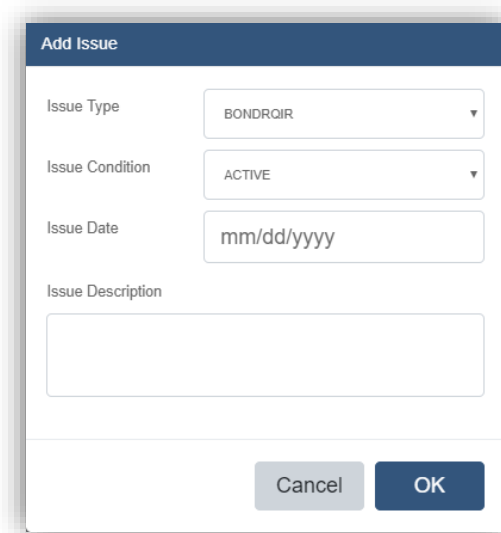 Add Issue
Issue Type
BONDRQIR
Issue Condition
ACTIVE
Issue Date
mm/dd/yyyy
Issue Description
Cancel OK